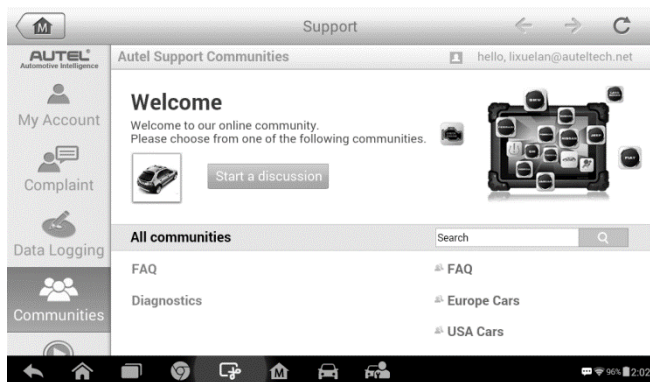 M
Support
AUTEL
Automotive Intelligence
Autel Support Communities
hello, lixuelan@auteltech.net
My Account
Complaint
Data Logging
Communities
Welcome
Welcome to our online community.
Please choose from one of the following communities.
Start a discussion
All communities
Search
FAQ
FAQ
Diagnostics
Europe Cars
USA Cars
M
96%
2:02